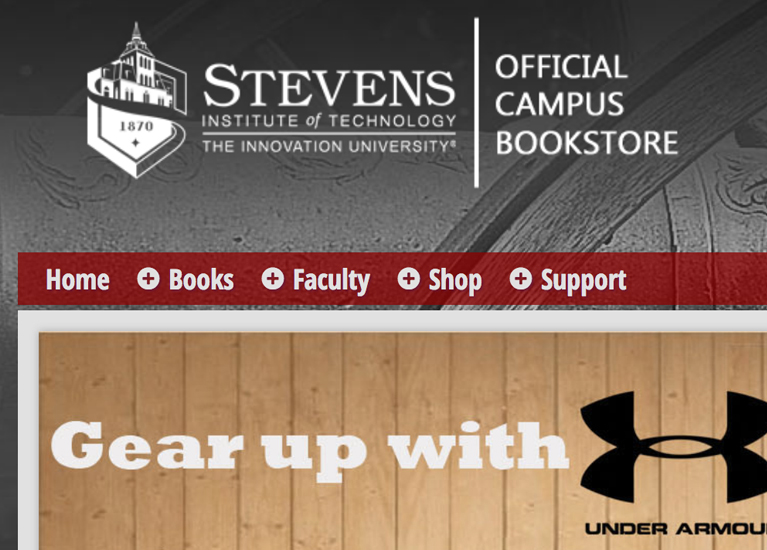 STEVENS
INSTITUTE of TECHNOLOGY
THE INNOVATION UNIVERSITY®
1870
OFFICIAL
CAMPUS
BOOKSTORE
Home Books Faculty Shop Support
Gear up with
UNDER ARMOU